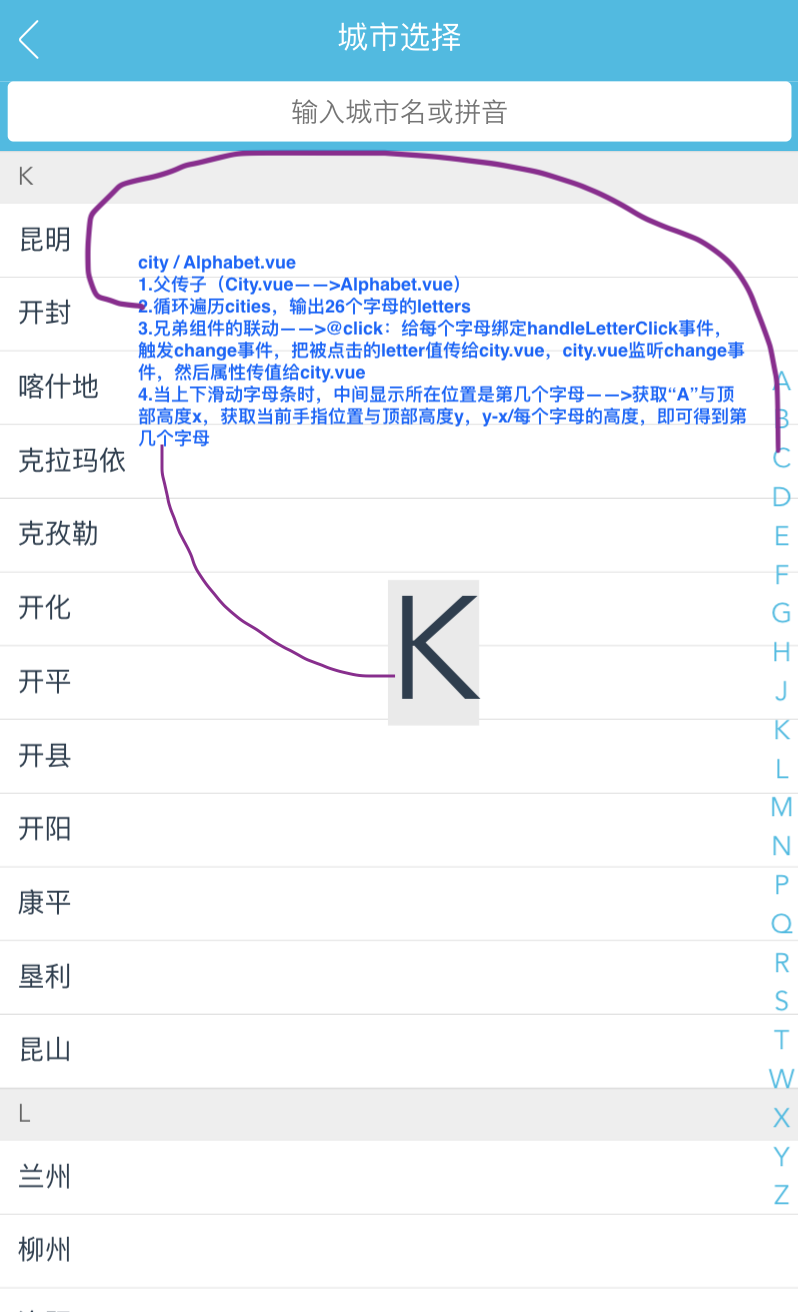 城市选择
输入城市名或拼音
K
昆明
city / Alphabet.vue
1.父传子（City.vue——>Alphabet.vue）
2.循环遍历cities，输出26个字母的letters
开封
3.兄弟组件的联动——>@click：给每个字母绑定handleLetterClick事件，
触发change事件，把被点击的letter值传给city.vue，city.vue监听change事
件，然后属性传值给city.vue
喀什地
4.当上下滑动字母条时，中间显示所在位置是第几个字母——>获取“A”与顶
部高度x，获取当前手指位置与顶部高度y，y-x/每个字母的高度，即可得到第
几个字母
克拉玛依
克孜勒
开化
K
开平
开县
开阳
康平
垦利
昆山
L
兰州
柳州
A
B
C
D
E
F
G
H
J
K
L
M
N
P
Q
R
S
T
W
X
Y
Z